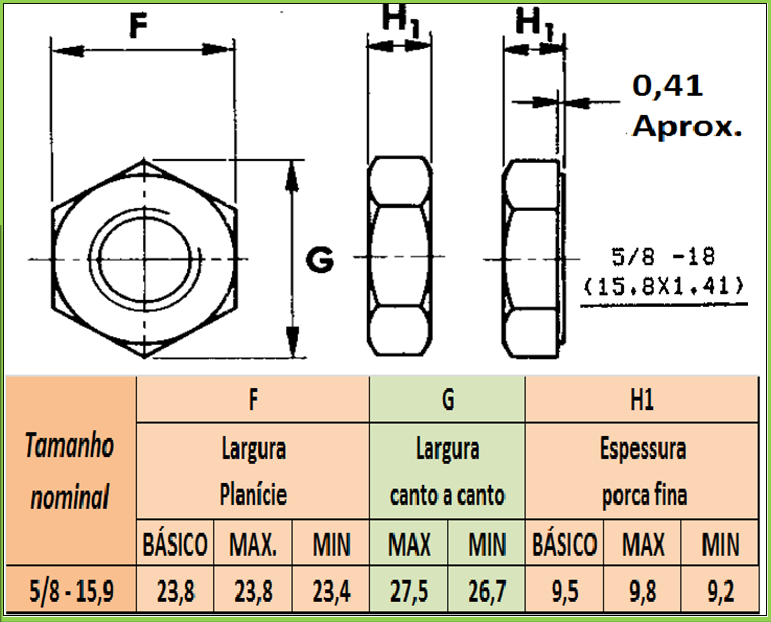 F
H1
H1
0,41
Aprox.
G
5/8 -18
(15.8X1.41)
Tamanho
nominal
F
G
H1
Largura
Planície
Largura
canto a canto
Espessura
porca fina
BÁSICO MAX. MIN MAX MIN BÁSICO MAX MIN
5/8 - 15,9 23,8 23,8 23,4 27,5 26,7 9,5 9,8 9,2